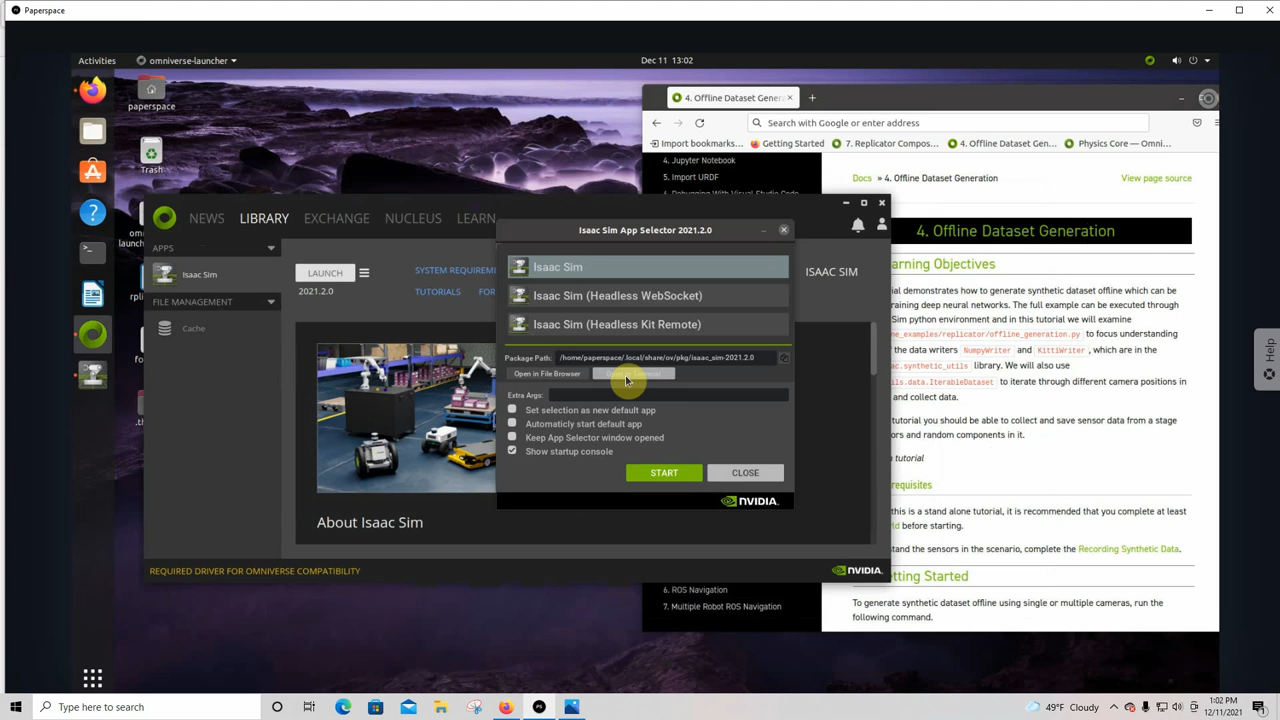 Paperspace
Activities
omniverse-launcher
Dec 11 13:02
paperspace
4. Offline Dataset Gener
Search with Google or enter address
Import bookmarks...
Getting Started
7. Replicator Compos...
4. Offline Dataset Gen...
Physics Core — Omni...
Trash
4. Jupyter Notebook
5. Import URDF
Docs » 4. Offline Dataset Generation
View page source
4. Offline Dataset Generation
NEWS
LIBRARY
EXCHANGE
NUCLEUS
LEARN
Isaac Sim App Selector 2021.2.0
APPS
Isaac Sim
FILE MANAGEMENT
Cache
LAUNCH
2021.2.0
SYSTEM REQUIREME
TUTORIALS
FOR
ISAAC SIM
Isaac Sim
Isaac Sim (Headless WebSocket)
Isaac Sim (Headless Kit Remote)
Package Path: /home/paperspace/.local/share/ov/pkg/isaac_sim-2021.2.0
Open in File Browser
Extra Args:
Set selection as new default app
Automaticly start default app
Keep App Selector window opened
Show startup console
START
CLOSE
NVIDIA.
About Isaac Sim
REQUIRED DRIVER FOR OMNIVERSE COMPATIBILITY
NVIDIA.
arning Objectives
rial demonstrates how to generate synthetic dataset offline which can be
raining deep neural networks. The full example can be executed through
Sim python environment and in this tutorial we will examine
e_examples/replicator/offline_generation.py to focus understanding
the data writers NumpyWriter and KittiWriter, which are in the
ac.synthetic_utils library. We will also use
ils.data.IterableDataset to iterate through different camera positions in
and collect data.
tutorial you should be able to collect and save sensor data from a stage
ors and random components in it.
n tutorial
requisites
this is a stand alone tutorial, it is recommended that you complete at least
ld before starting.
stand the sensors in the scenario, complete the Recording Synthetic Data.
etting Started
6. ROS Navigation
7. Multiple Robot ROS Navigation
To generate synthetic dataset offline using single or multiple cameras, run the
following command.
Help
Type here to search
49°F Cloudy
1:02 PM
12/11/2021